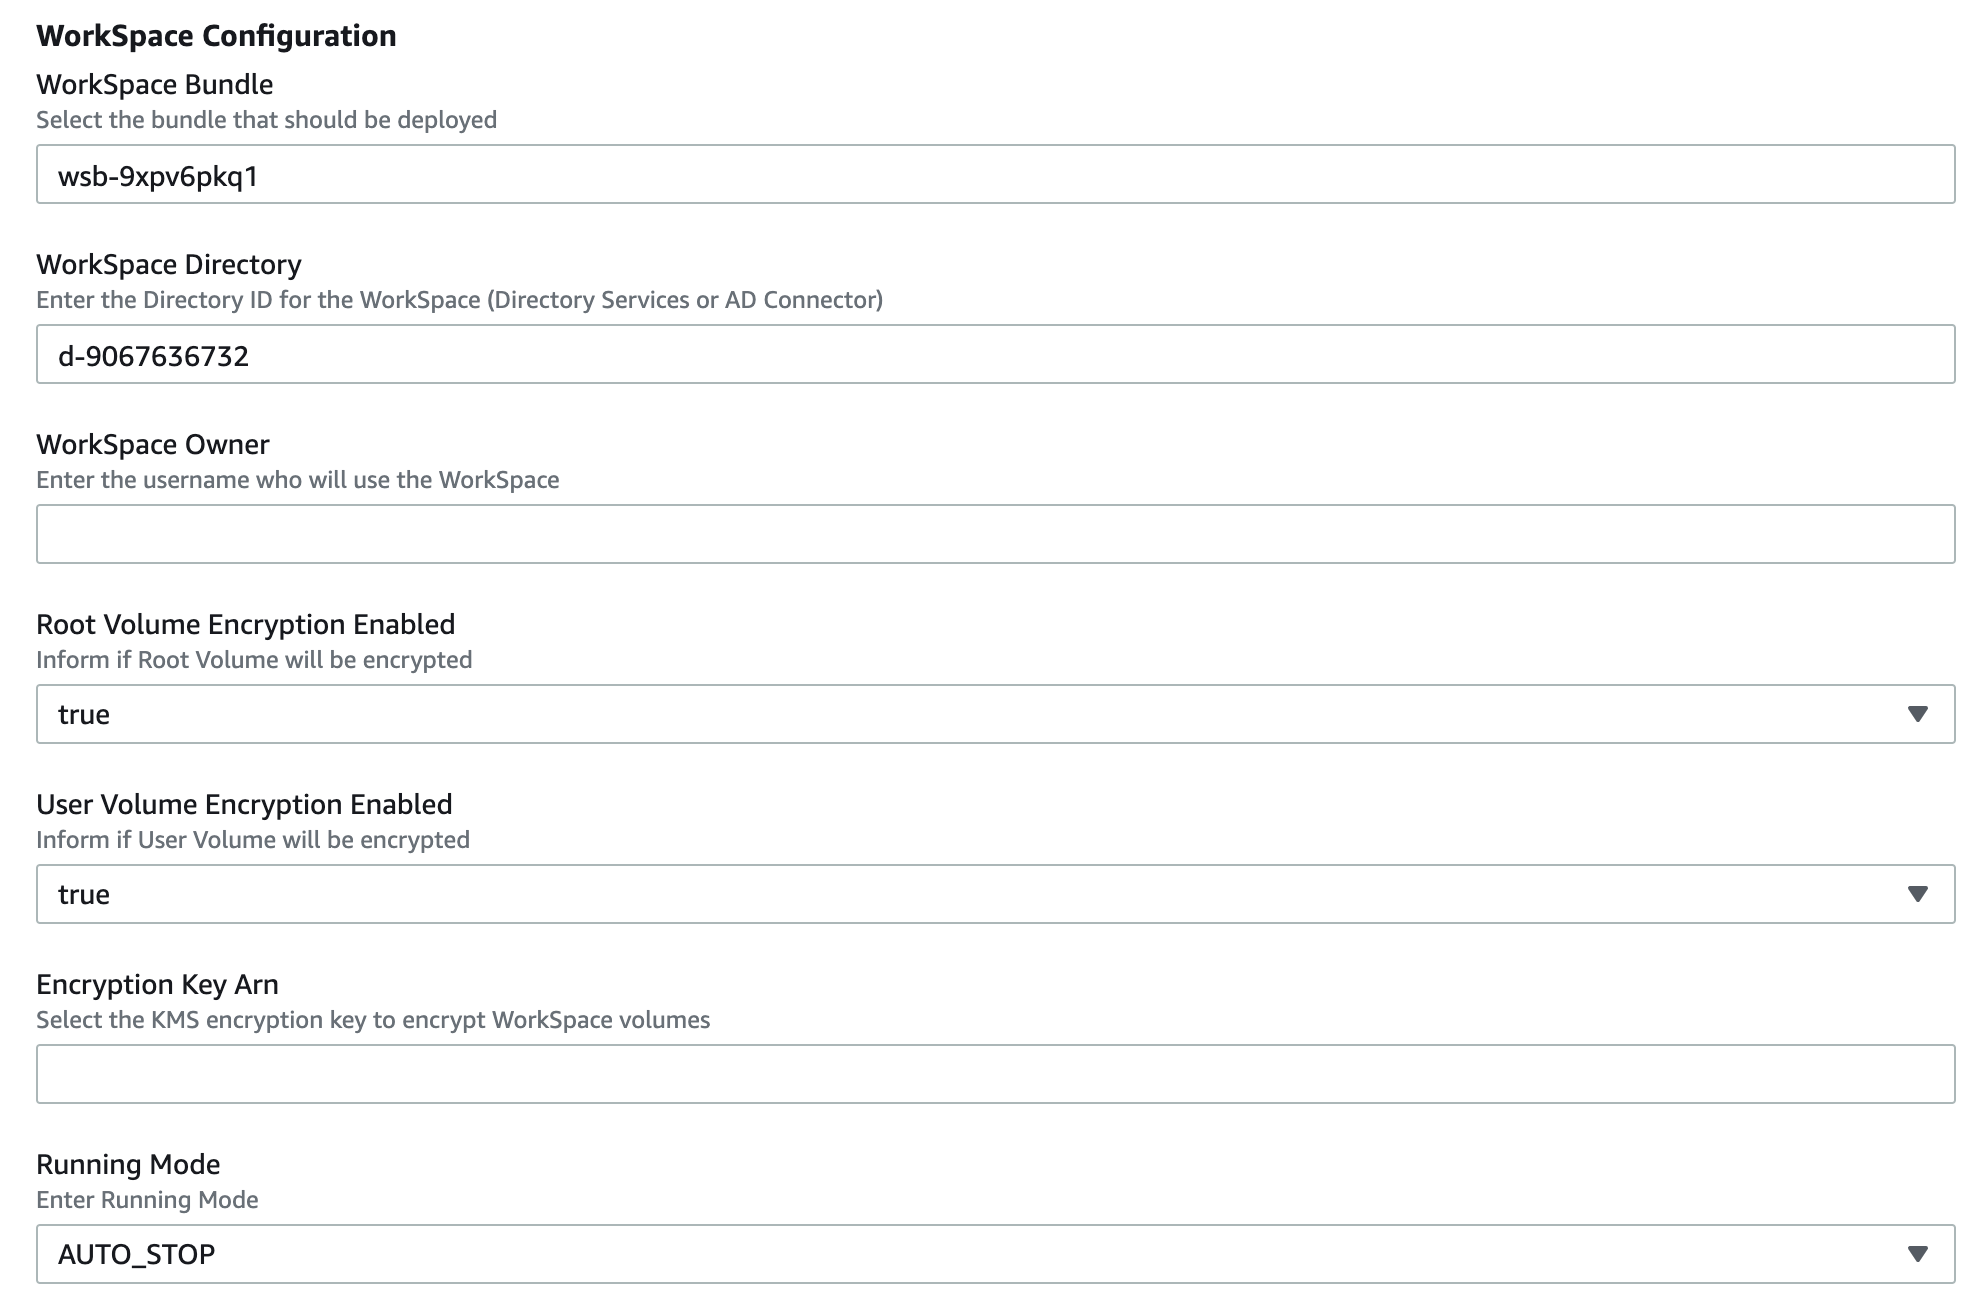 WorkSpace Configuration
WorkSpace Bundle
Select the bundle that should be deployed
wsb-9xpv6pkq1
WorkSpace Directory
Enter the Directory ID for the WorkSpace (Directory Services or AD Connector)
d-9067636732
WorkSpace Owner
Enter the username who will use the WorkSpace
Root Volume Encryption Enabled
Inform if Root Volume will be encrypted
true
User Volume Encryption Enabled
Inform if User Volume will be encrypted
true
Encryption Key Arn
Select the KMS encryption key to encrypt WorkSpace volumes
Running Mode
Enter Running Mode
AUTO_STOP